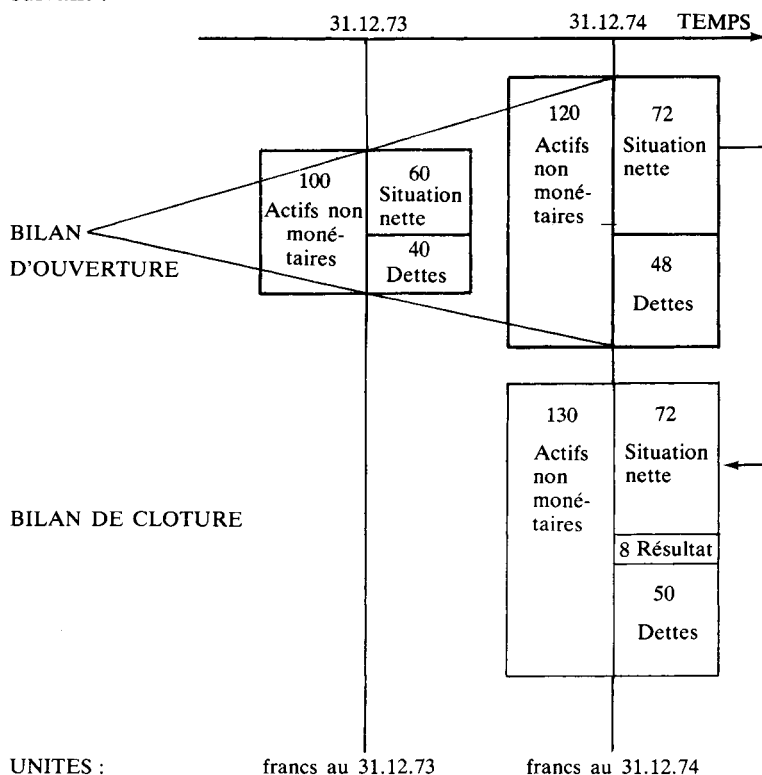 31.12.73 31.12.74 TEMPS
120 72
Actifs Situation
non nette
moné-
taires
100 60
Actifs non Situation
moné- nette
taires 40
Dettes
BILAN
D'OUVERTURE
48
Dettes
130 72
Actifs Situation
non nette
moné-
taires
BILAN DE CLOTURE
8 Résultat
50
Dettes
UNITES : francs au 31.12.73 francs au 31.12.74